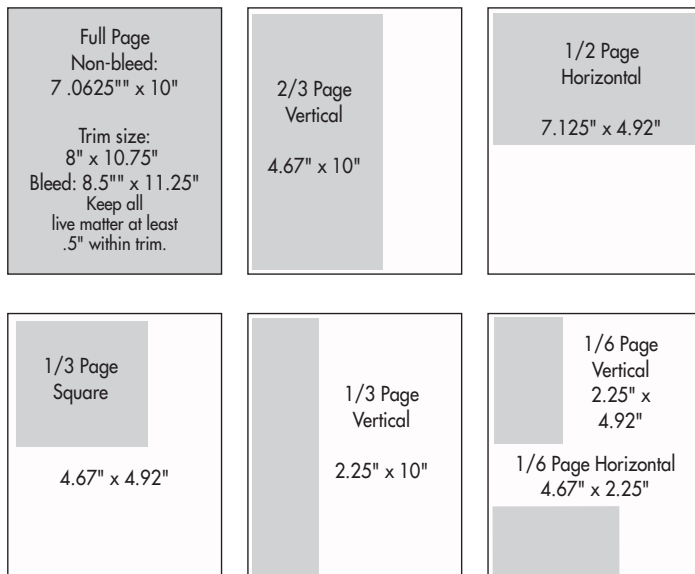 Full Page
Non-bleed:
7 .0625"" x 10"
Trim size:
8" x 10.75"
Bleed: 8.5"" x 11.25"
Keep all
live matter at least
.5" within trim.
2/3 Page
Vertical
4.67" x 10"
1/2 Page
Horizontal
7.125" x 4.92"
1/3 Page
Square
4.67" x 4.92"
1/3 Page
Vertical
2.25" x 10"
1/6 Page
Vertical
2.25" x
4.92"
1/6 Page Horizontal
4.67" x 2.25"